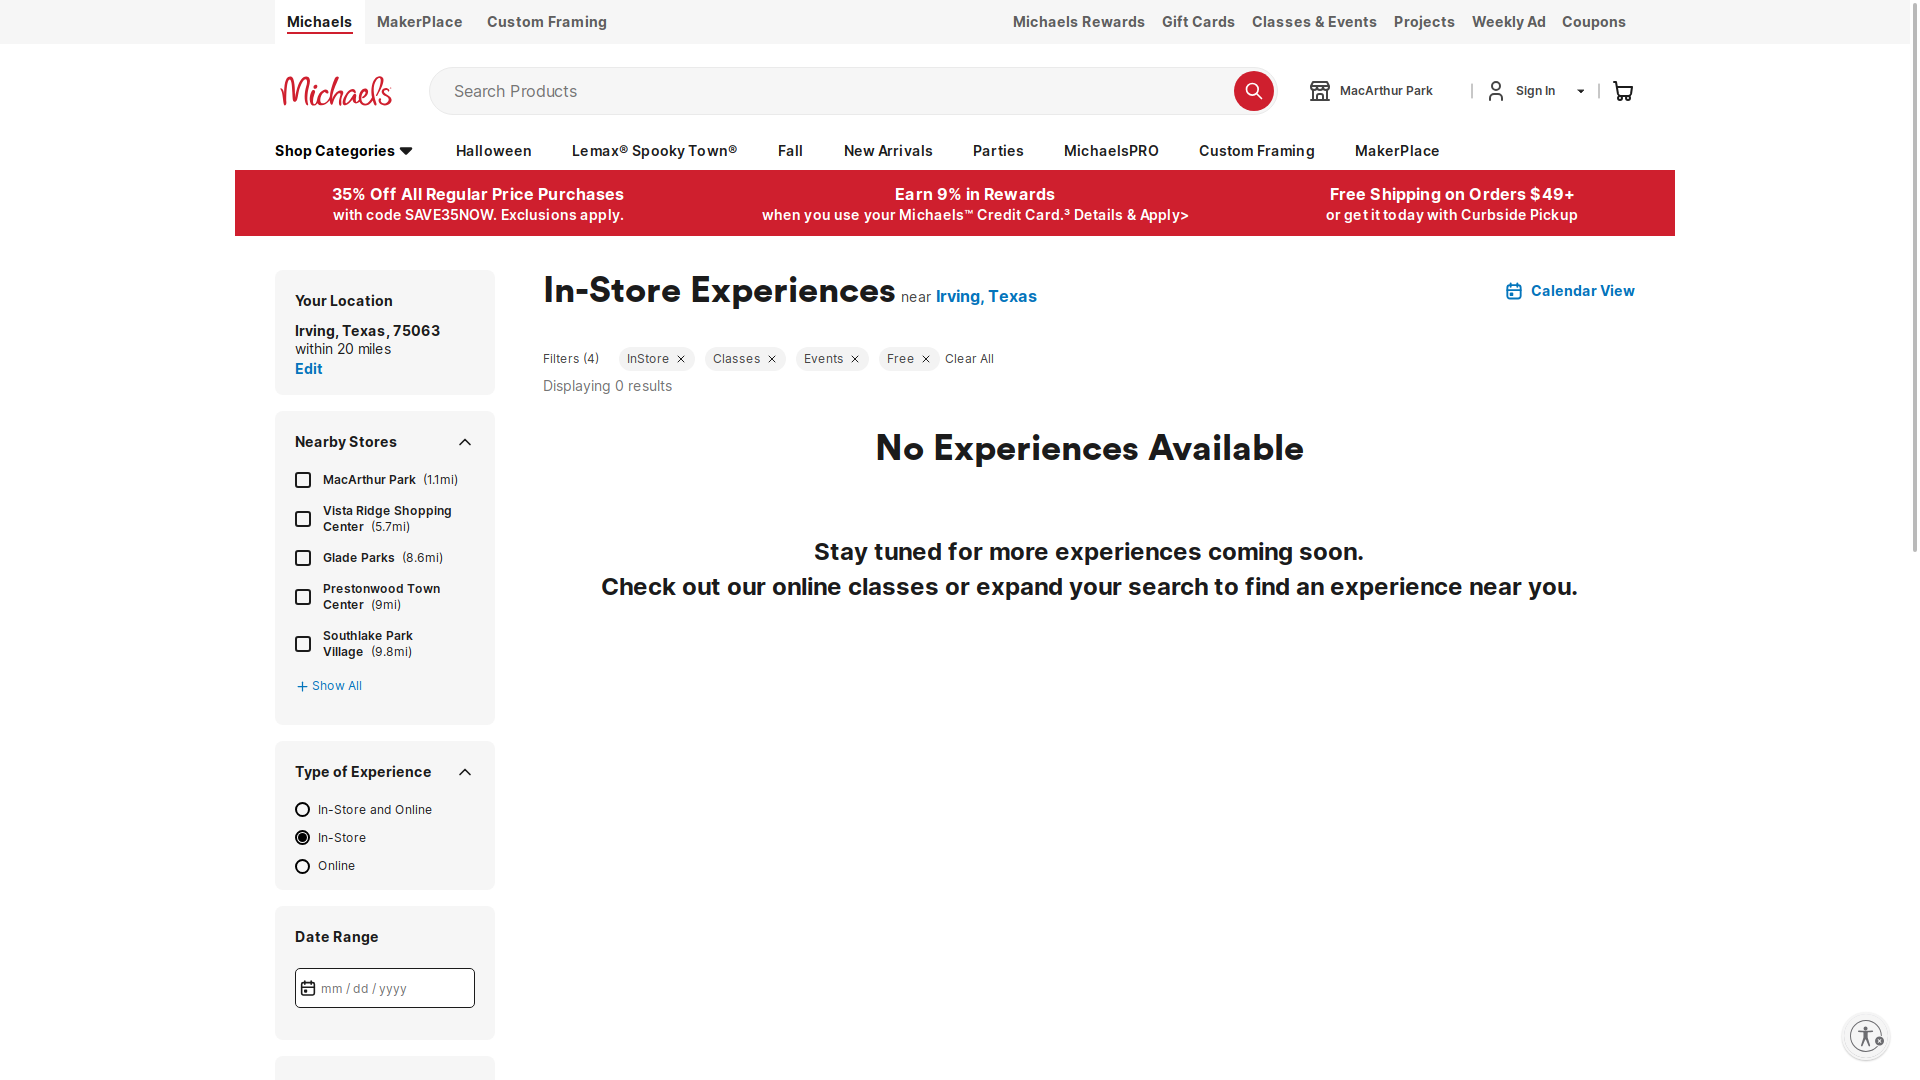 Michaels
MakerPlace
Custom Framing
Michaels Rewards
Gift Cards
Classes & Events
Projects
Weekly Ad
Coupons
Michaels
Search Products
MacArthur Park
Sign In
Shop Categories
Halloween
Lemax® Spooky Town®
Fall
New Arrivals
Parties
MichaelsPRO
Custom Framing
MakerPlace
35% Off All Regular Price Purchases
with code SAVE35NOW. Exclusions apply.
Earn 9% in Rewards
when you use your Michaels™ Credit Card.³ Details & Apply>
Free Shipping on Orders $49+
or get it today with Curbside Pickup
Your Location
Irving, Texas, 75063
within 20 miles
Edit
Nearby Stores
MacArthur Park (1.1mi)
Vista Ridge Shopping
Center (5.7mi)
Glade Parks (8.6mi)
Prestonwood Town
Center (9mi)
Southlake Park
Village (9.8mi)
Show All
Type of Experience
In-Store and Online
In-Store
Online
Date Range
mm / dd / yyyy
In-Store Experiences near Irving, Texas
Calendar View
Filters (4)
InStore
Classes
Events
Free
Clear All
Displaying 0 results
No Experiences Available
Stay tuned for more experiences coming soon.
Check out our online classes or expand your search to find an experience near you.